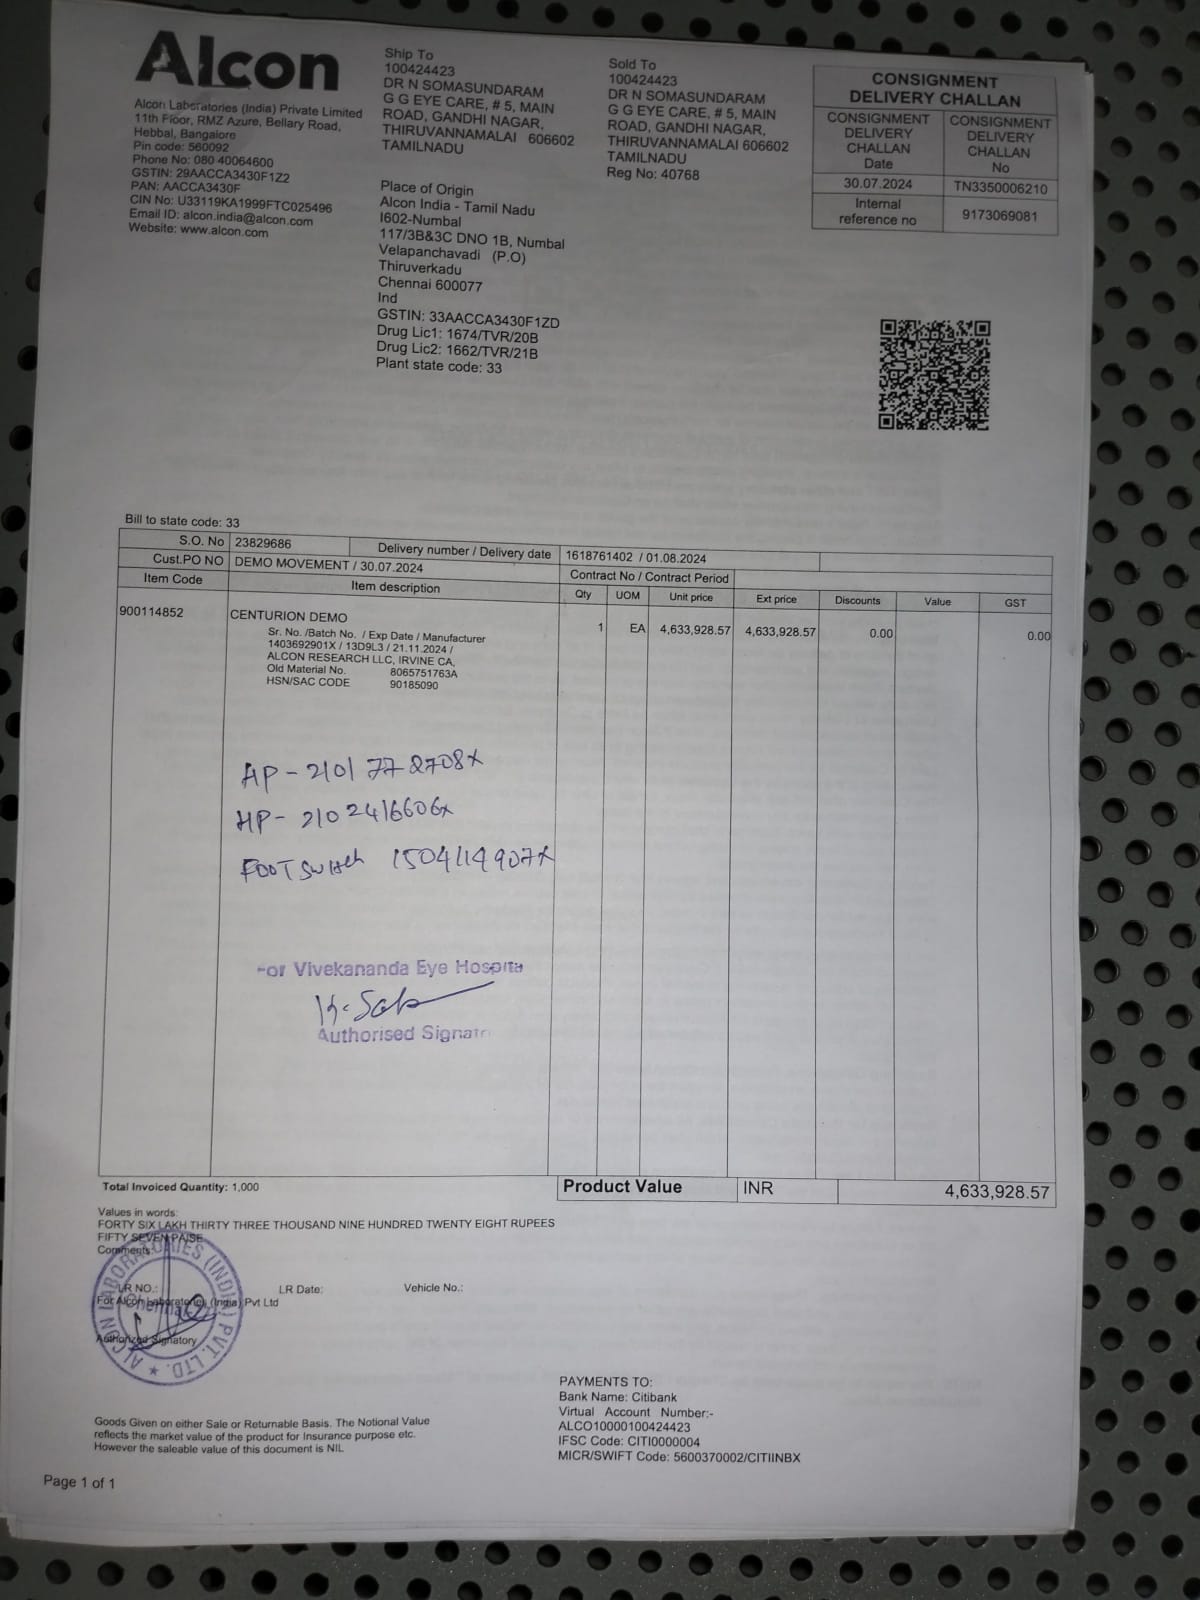 Alcon
Alcon Laboratories (India) Private Limited
11th Floor, RMZ Azure, Bellary Road,
Hebbal, Bangalore
Pin code: 560092
Phone No: 080 40064600
GSTIN: 29AACCA3430F1Z2
PAN: AACCA3430F
CIN No: U33119KA1999FTC025496
Email ID: alcon.india@alcon.com
Website: www.alcon.com
Ship To
100424423
DR N SOMASUNDARAM
G G EYE CARE, # 5, MAIN
ROAD, GANDHI NAGAR,
THIRUVANNAMALAI 606602
TAMILNADU
Place of Origin
Alcon India - Tamil Nadu
I602-Numbal
117/3B&3C DNO 1B, Numbal
Velapanchavadi (P.O)
Thiruverkadu
Chennai 600077
Ind
GSTIN: 33AACCA3430F1ZD
Drug Lic1: 1674/TVR/20B
Drug Lic2: 1662/TVR/21B
Plant state code: 33
Sold To
100424423
DR N SOMASUNDARAM
G G EYE CARE, # 5, MAIN
ROAD, GANDHI NAGAR,
THIRUVANNAMALAI 606602
TAMILNADU
Reg No: 40768
CONSIGNMENT
DELIVERY CHALLAN
CONSIGNMENT DELIVERY CHALLAN Date
CONSIGNMENT DELIVERY CHALLAN No
30.07.2024 TN3350006210
Internal reference no 9173069081
Bill to state code: 33
S.O. No 23829686 Delivery number / Delivery date 1618761402 / 01.08.2024
Cust.PO NO DEMO MOVEMENT / 30.07.2024 Contract No / Contract Period
Item Code Item description Qty UOM Unit price Ext price Discounts Value GST
900114852 CENTURION DEMO 1 EA 4,633,928.57 4,633,928.57 0.00 0.00
Sr. No. /Batch No. / Exp Date / Manufacturer
1403692901X / 13D9L3 / 21.11.2024 /
ALCON RESEARCH LLC, IRVINE CA,
Old Material No. 8065751763A
HSN/SAC CODE 90185090
AP - 2101 772708X
HP - 2102416606X
FOOT switch 1504114907X
For Vivekananda Eye Hospita
Authorised Signat
Total Invoiced Quantity: 1,000 Product Value INR 4,633,928.57
Values in words:
FORTY SIX LAKH THIRTY THREE THOUSAND NINE HUNDRED TWENTY EIGHT RUPEES
FIFTY SEVEN PAISE
Comments:
LR NO.: LR Date: Vehicle No.:
For Alcon Laboratories (India) Pvt Ltd
Authorized Signatory
ALCON LABORATORIES (INDIA) PVT. LTD. ★
Chennai
Goods Given on either Sale or Returnable Basis. The Notional Value
reflects the market value of the product for Insurance purpose etc.
However the saleable value of this document is NIL
PAYMENTS TO:
Bank Name: Citibank
Virtual Account Number:-
ALCO10000100424423
IFSC Code: CITI0000004
MICR/SWIFT Code: 5600370002/CITIINBX
Page 1 of 1